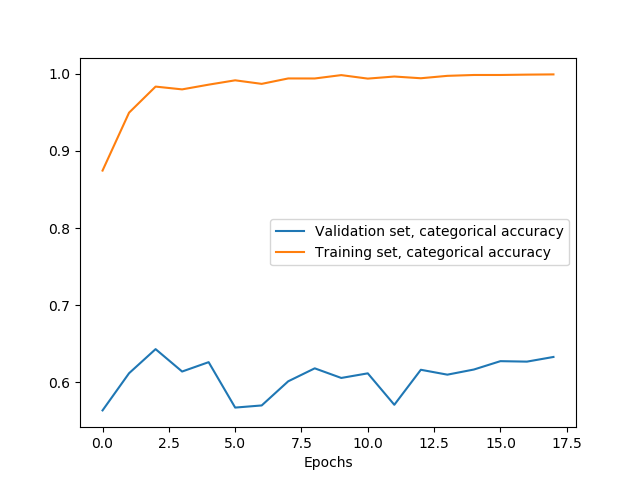 1.0
0.9
0.8
0.7
0.6
Validation set, categorical accuracy
Training set, categorical accuracy
0.0 2.5 5.0 7.5 10.0 12.5 15.0 17.5
Epochs